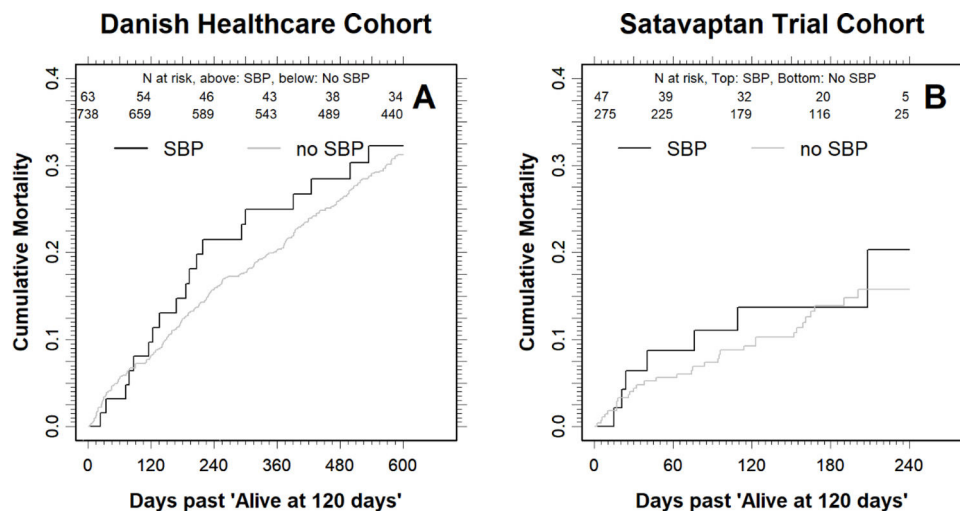 Danish Healthcare Cohort
N at risk, above: SBP, below: No SBP
63 54 46 43 38 34
738 659 589 543 489 440
A
SBP no SBP
Cumulative Mortality
0.4
0.3
0.2
0.1
0.0
0 120 240 360 480 600
Days past 'Alive at 120 days'
Satavaptan Trial Cohort
N at risk, Top: SBP, Bottom: No SBP
47 39 32 20 5
275 225 179 116 25
B
SBP no SBP
Cumulative Mortality
0.4
0.3
0.2
0.1
0.0
0 60 120 180 240
Days past 'Alive at 120 days'